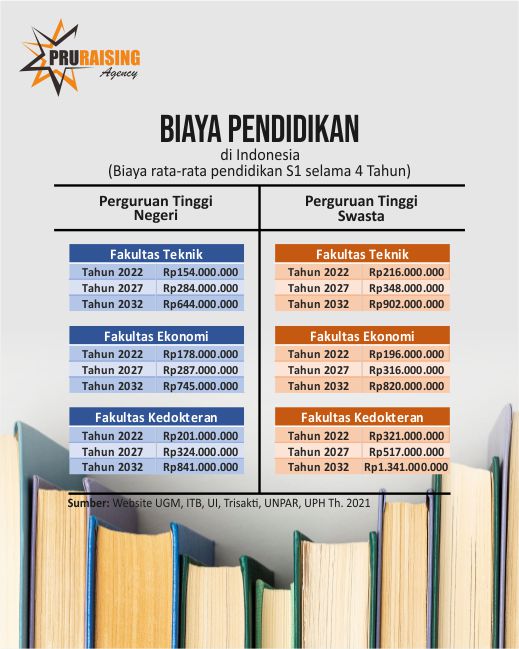 PRURAISING
Agency
BIAYA PENDIDIKAN
di Indonesia
(Biaya rata-rata pendidikan S1 selama 4 Tahun)
Perguruan Tinggi
Negeri
Fakultas Teknik
Tahun 2022 Rp154.000.000
Tahun 2027 Rp284.000.000
Tahun 2032 Rp644.000.000
Fakultas Ekonomi
Tahun 2022 Rp178.000.000
Tahun 2027 Rp287.000.000
Tahun 2032 Rp745.000.000
Fakultas Kedokteran
Tahun 2022 Rp201.000.000
Tahun 2027 Rp324.000.000
Tahun 2032 Rp841.000.000
Perguruan Tinggi
Swasta
Fakultas Teknik
Tahun 2022 Rp216.000.000
Tahun 2027 Rp348.000.000
Tahun 2032 Rp902.000.000
Fakultas Ekonomi
Tahun 2022 Rp196.000.000
Tahun 2027 Rp316.000.000
Tahun 2032 Rp820.000.000
Fakultas Kedokteran
Tahun 2022 Rp321.000.000
Tahun 2027 Rp517.000.000
Tahun 2032 Rp1.341.000.000
Sumber: Website UGM, ITB, UI, Trisakti, UNPAR, UPH Th. 2021